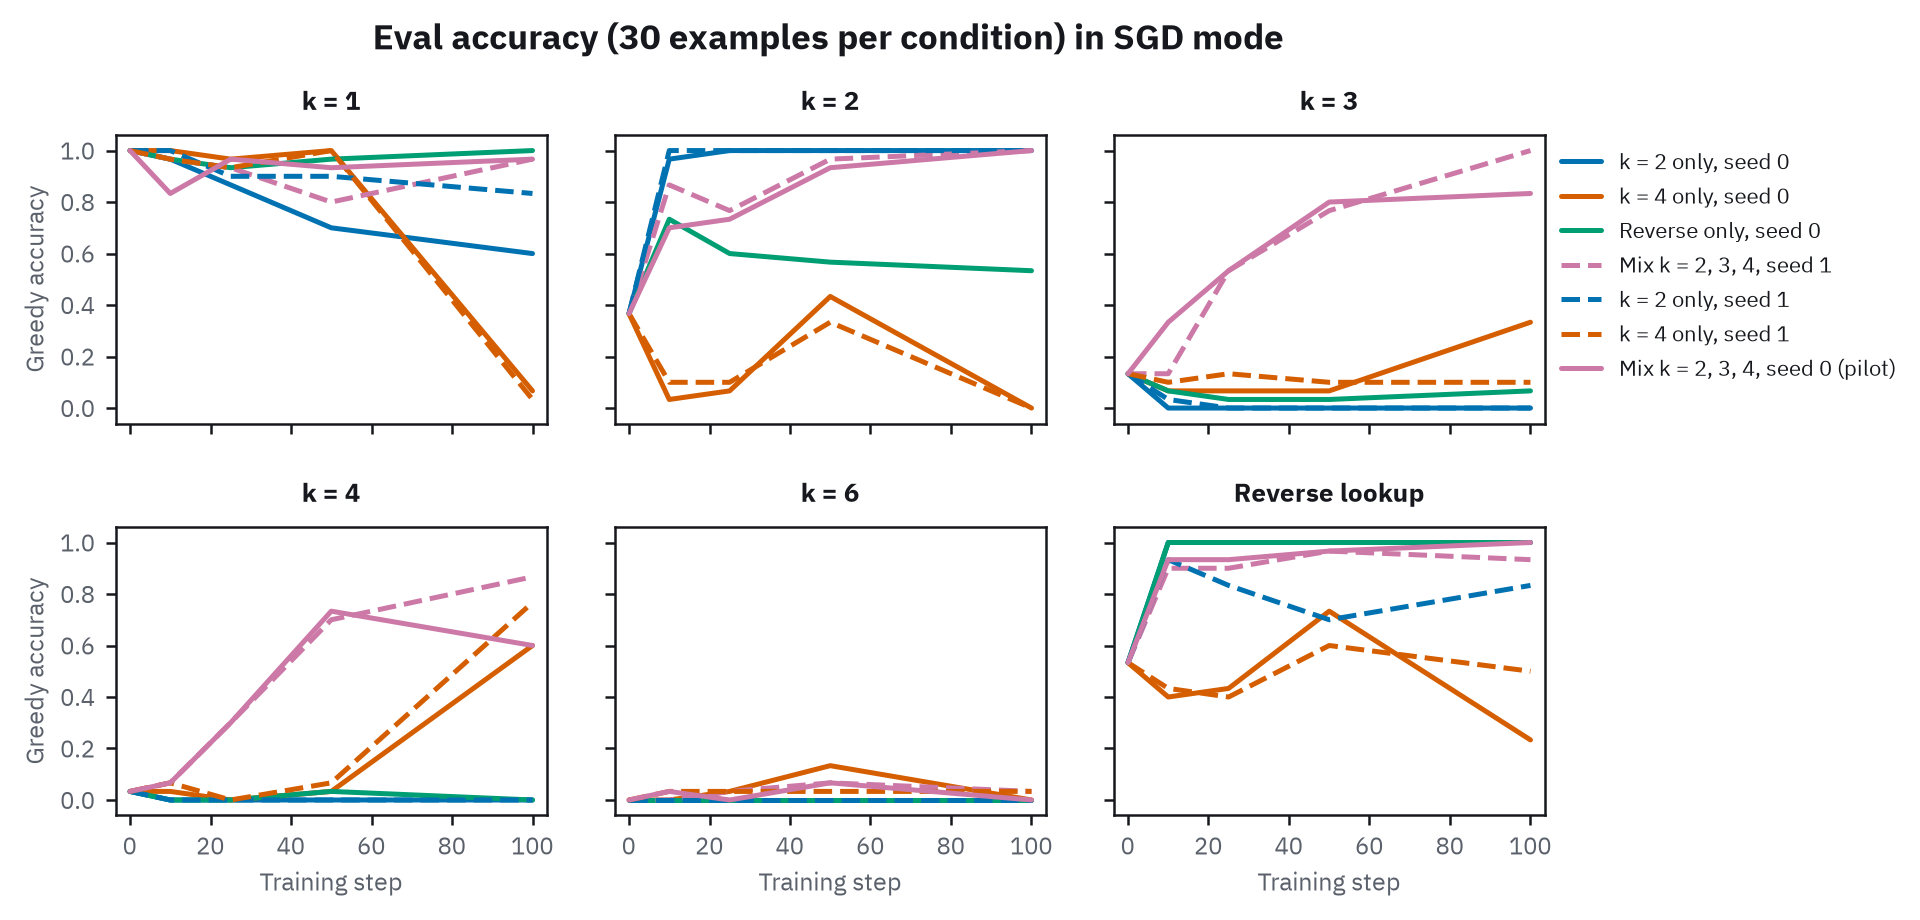 Eval accuracy (30 examples per condition) in SGD mode
k = 1
k = 2
k = 3
Greedy accuracy
1.0
0.8
0.6
0.4
0.2
0.0
k = 2 only, seed 0
k = 4 only, seed 0
Reverse only, seed 0
Mix k = 2, 3, 4, seed 1
k = 2 only, seed 1
k = 4 only, seed 1
Mix k = 2, 3, 4, seed 0 (pilot)
k = 4
k = 6
Reverse lookup
Greedy accuracy
1.0
0.8
0.6
0.4
0.2
0.0
0 20 40 60 80 100
0 20 40 60 80 100
0 20 40 60 80 100
Training step
Training step
Training step